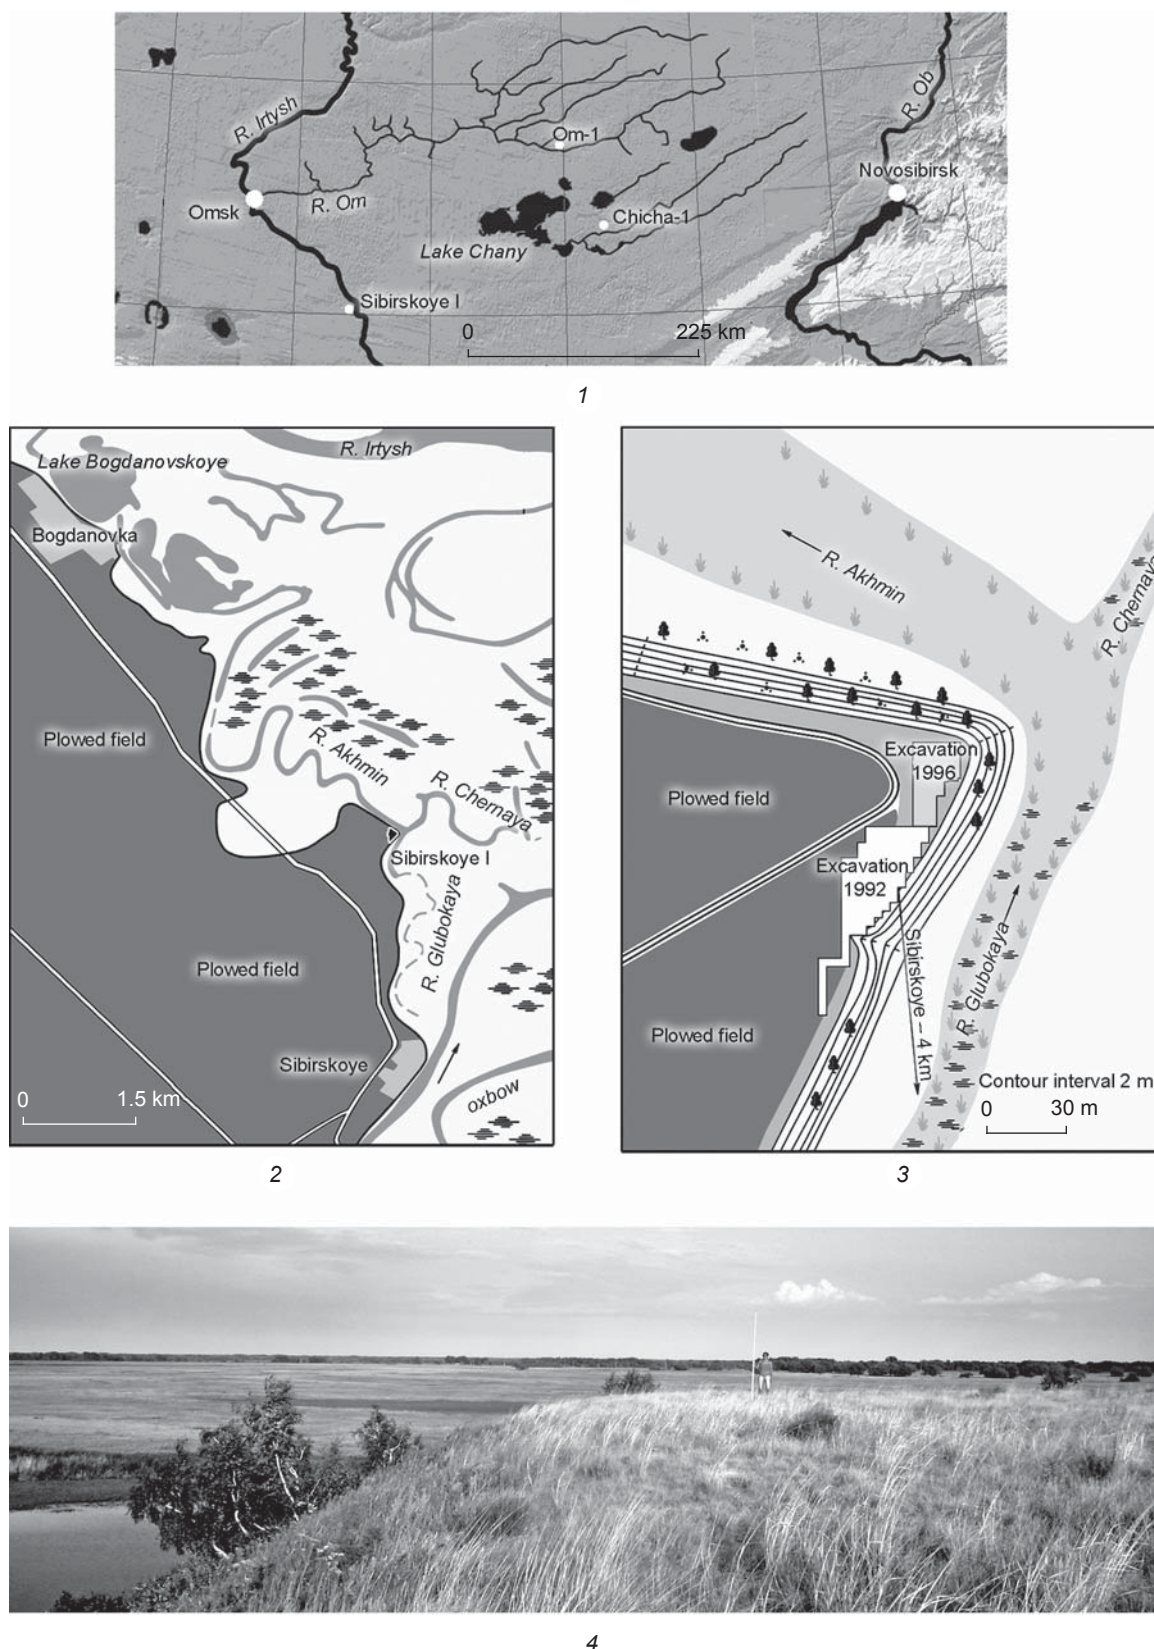 R. Irtysh
R. Ob
Om-1
Novosibirsk
Omsk
R. Om
Chicha-1
Lake Chany
Sibirskoye I
0
225 km
1
R. Irtysh
Lake Bogdanovskoye
Bogdanovka
Plowed field
R. Akhmin
R. Chernaya
Sibirskoye I
R. Glubokaya
Plowed field
Sibirskoye
0
1.5 km
oxbow
2
R. Akhmin
R. Chernaya
Excavation
1996
Plowed field
Excavation
1992
Sibirskoye – 4 km
R. Glubokaya
Plowed field
Contour interval 2 m
0
30 m
3
4